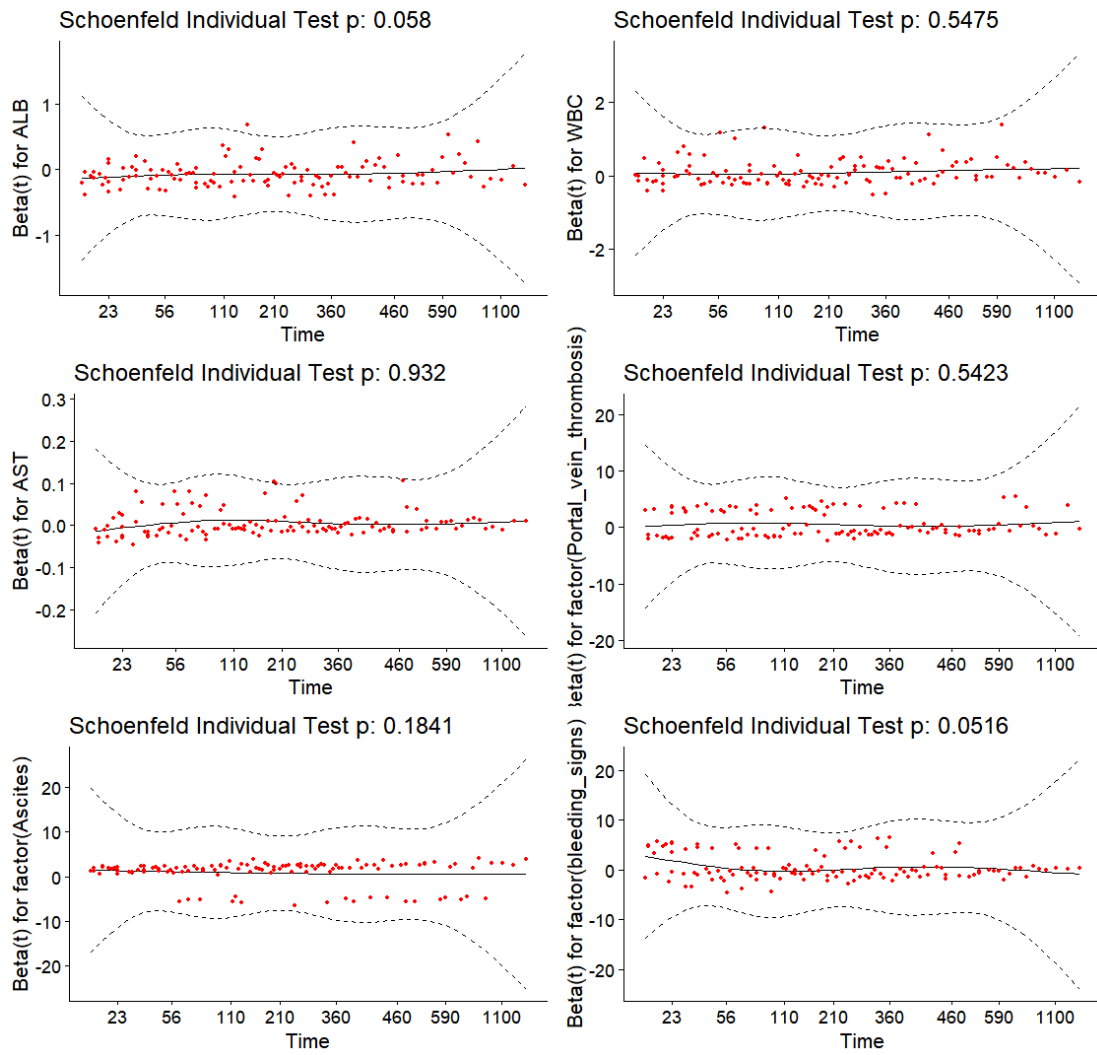 Schoenfeld Individual Test p: 0.058
Beta(t) for ALB
1
0
-1
23 56 110 210 360 460 590 1100
Time
Schoenfeld Individual Test p: 0.5475
Beta(t) for WBC
2
0
-2
23 56 110 210 360 460 590 1100
Time
Schoenfeld Individual Test p: 0.932
Beta(t) for AST
0.3
0.2
0.1
0.0
-0.1
-0.2
23 56 110 210 360 460 590 1100
Time
Schoenfeld Individual Test p: 0.5423
Beta(t) for factor(Portal_vein_thrombosis)
20
10
0
-10
-20
23 56 110 210 360 460 590 1100
Time
Schoenfeld Individual Test p: 0.1841
Beta(t) for factor(Ascites)
20
10
0
-10
-20
23 56 110 210 360 460 590 1100
Time
Schoenfeld Individual Test p: 0.0516
Beta(t) for factor(bleeding_signs)
20
10
0
-10
-20
23 56 110 210 360 460 590 1100
Time